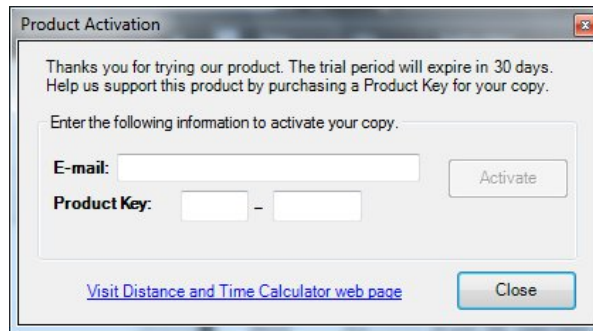 Product Activation
Thanks you for trying our product. The trial period will expire in 30 days.
Help us support this product by purchasing a Product Key for your copy.
Enter the following information to activate your copy.
E-mail:
Activate
Product Key:
–
Visit Distance and Time Calculator web page
Close